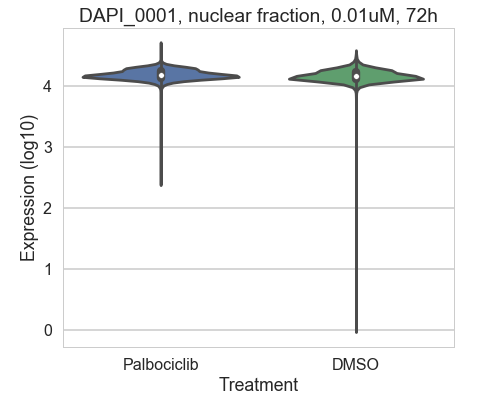 DAPI_0001, nuclear fraction, 0.01uM, 72h
Expression (log10)
4
3
2
1
0
Palbociclib DMSO
Treatment